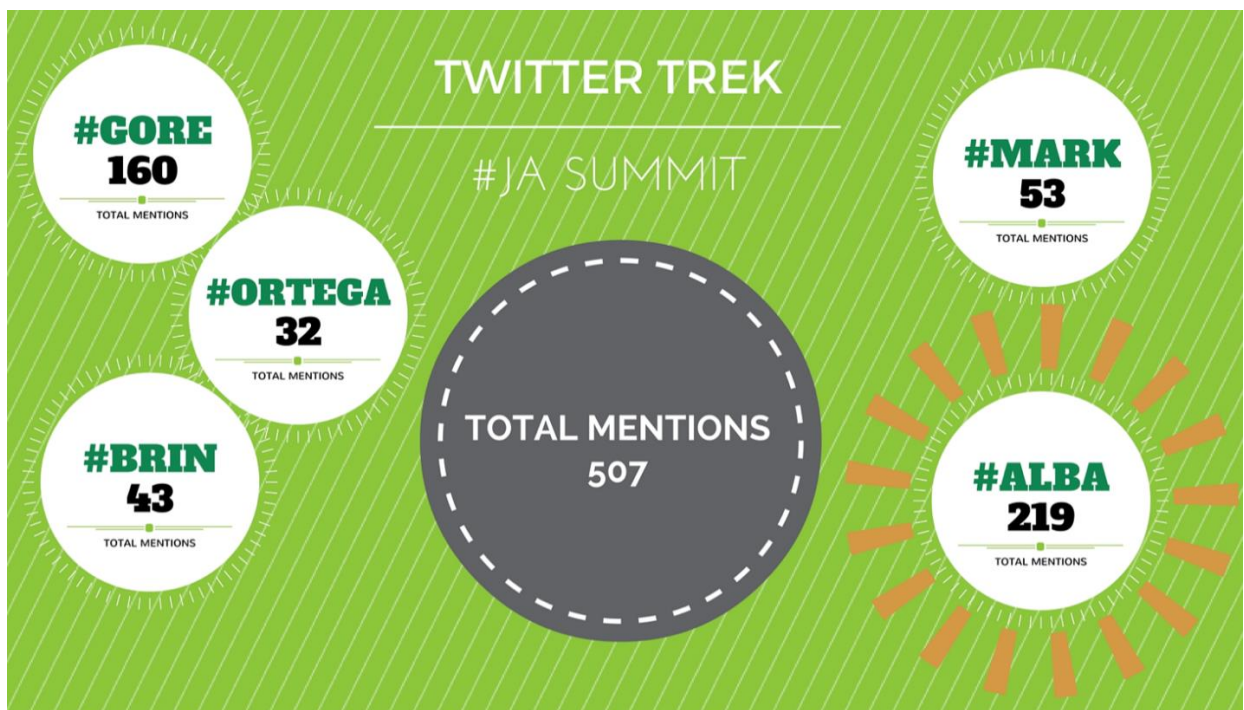 TWITTER TREK
#JA SUMMIT
#GORE
160
TOTAL MENTIONS
#ORTEGA
32
TOTAL MENTIONS
#BRIN
43
TOTAL MENTIONS
TOTAL MENTIONS
507
#MARK
53
TOTAL MENTIONS
#ALBA
219
TOTAL MENTIONS